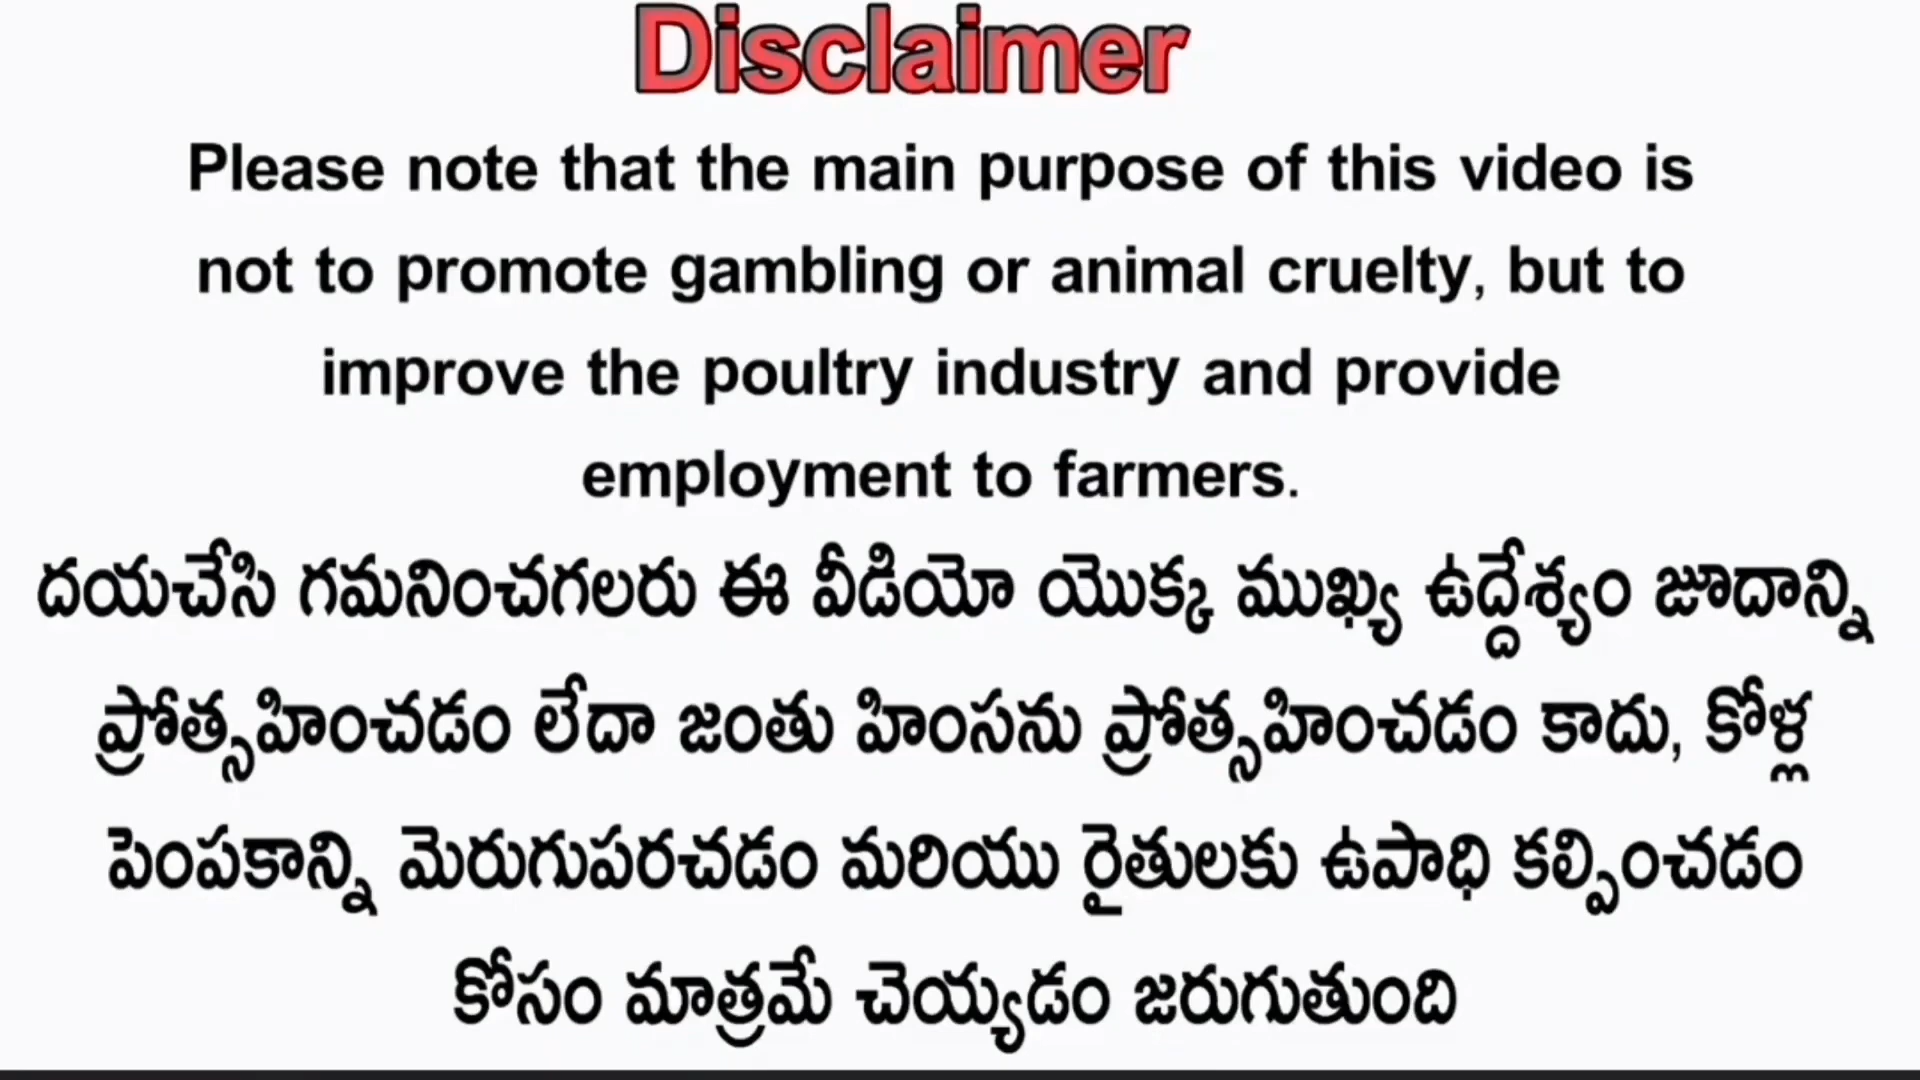 Disclaimer
Please note that the main purpose of this video is
not to promote gambling or animal cruelty, but to
improve the poultry industry and provide
employment to farmers.
దయచేసి గమనించగలరు ఈ వీడియో యొక్క ముఖ్య ఉద్దేశ్యం జూదాన్ని
ప్రోత్సహించడం లేదా జంతు హింసను ప్రోత్సహించడం కాదు, కోళ్ల
పెంపకాన్ని మెరుగుపరచడం మరియు రైతులకు ఉపాధి కల్పించడం
కోసం మాత్రమే చెయ్యడం జరుగుతుంది